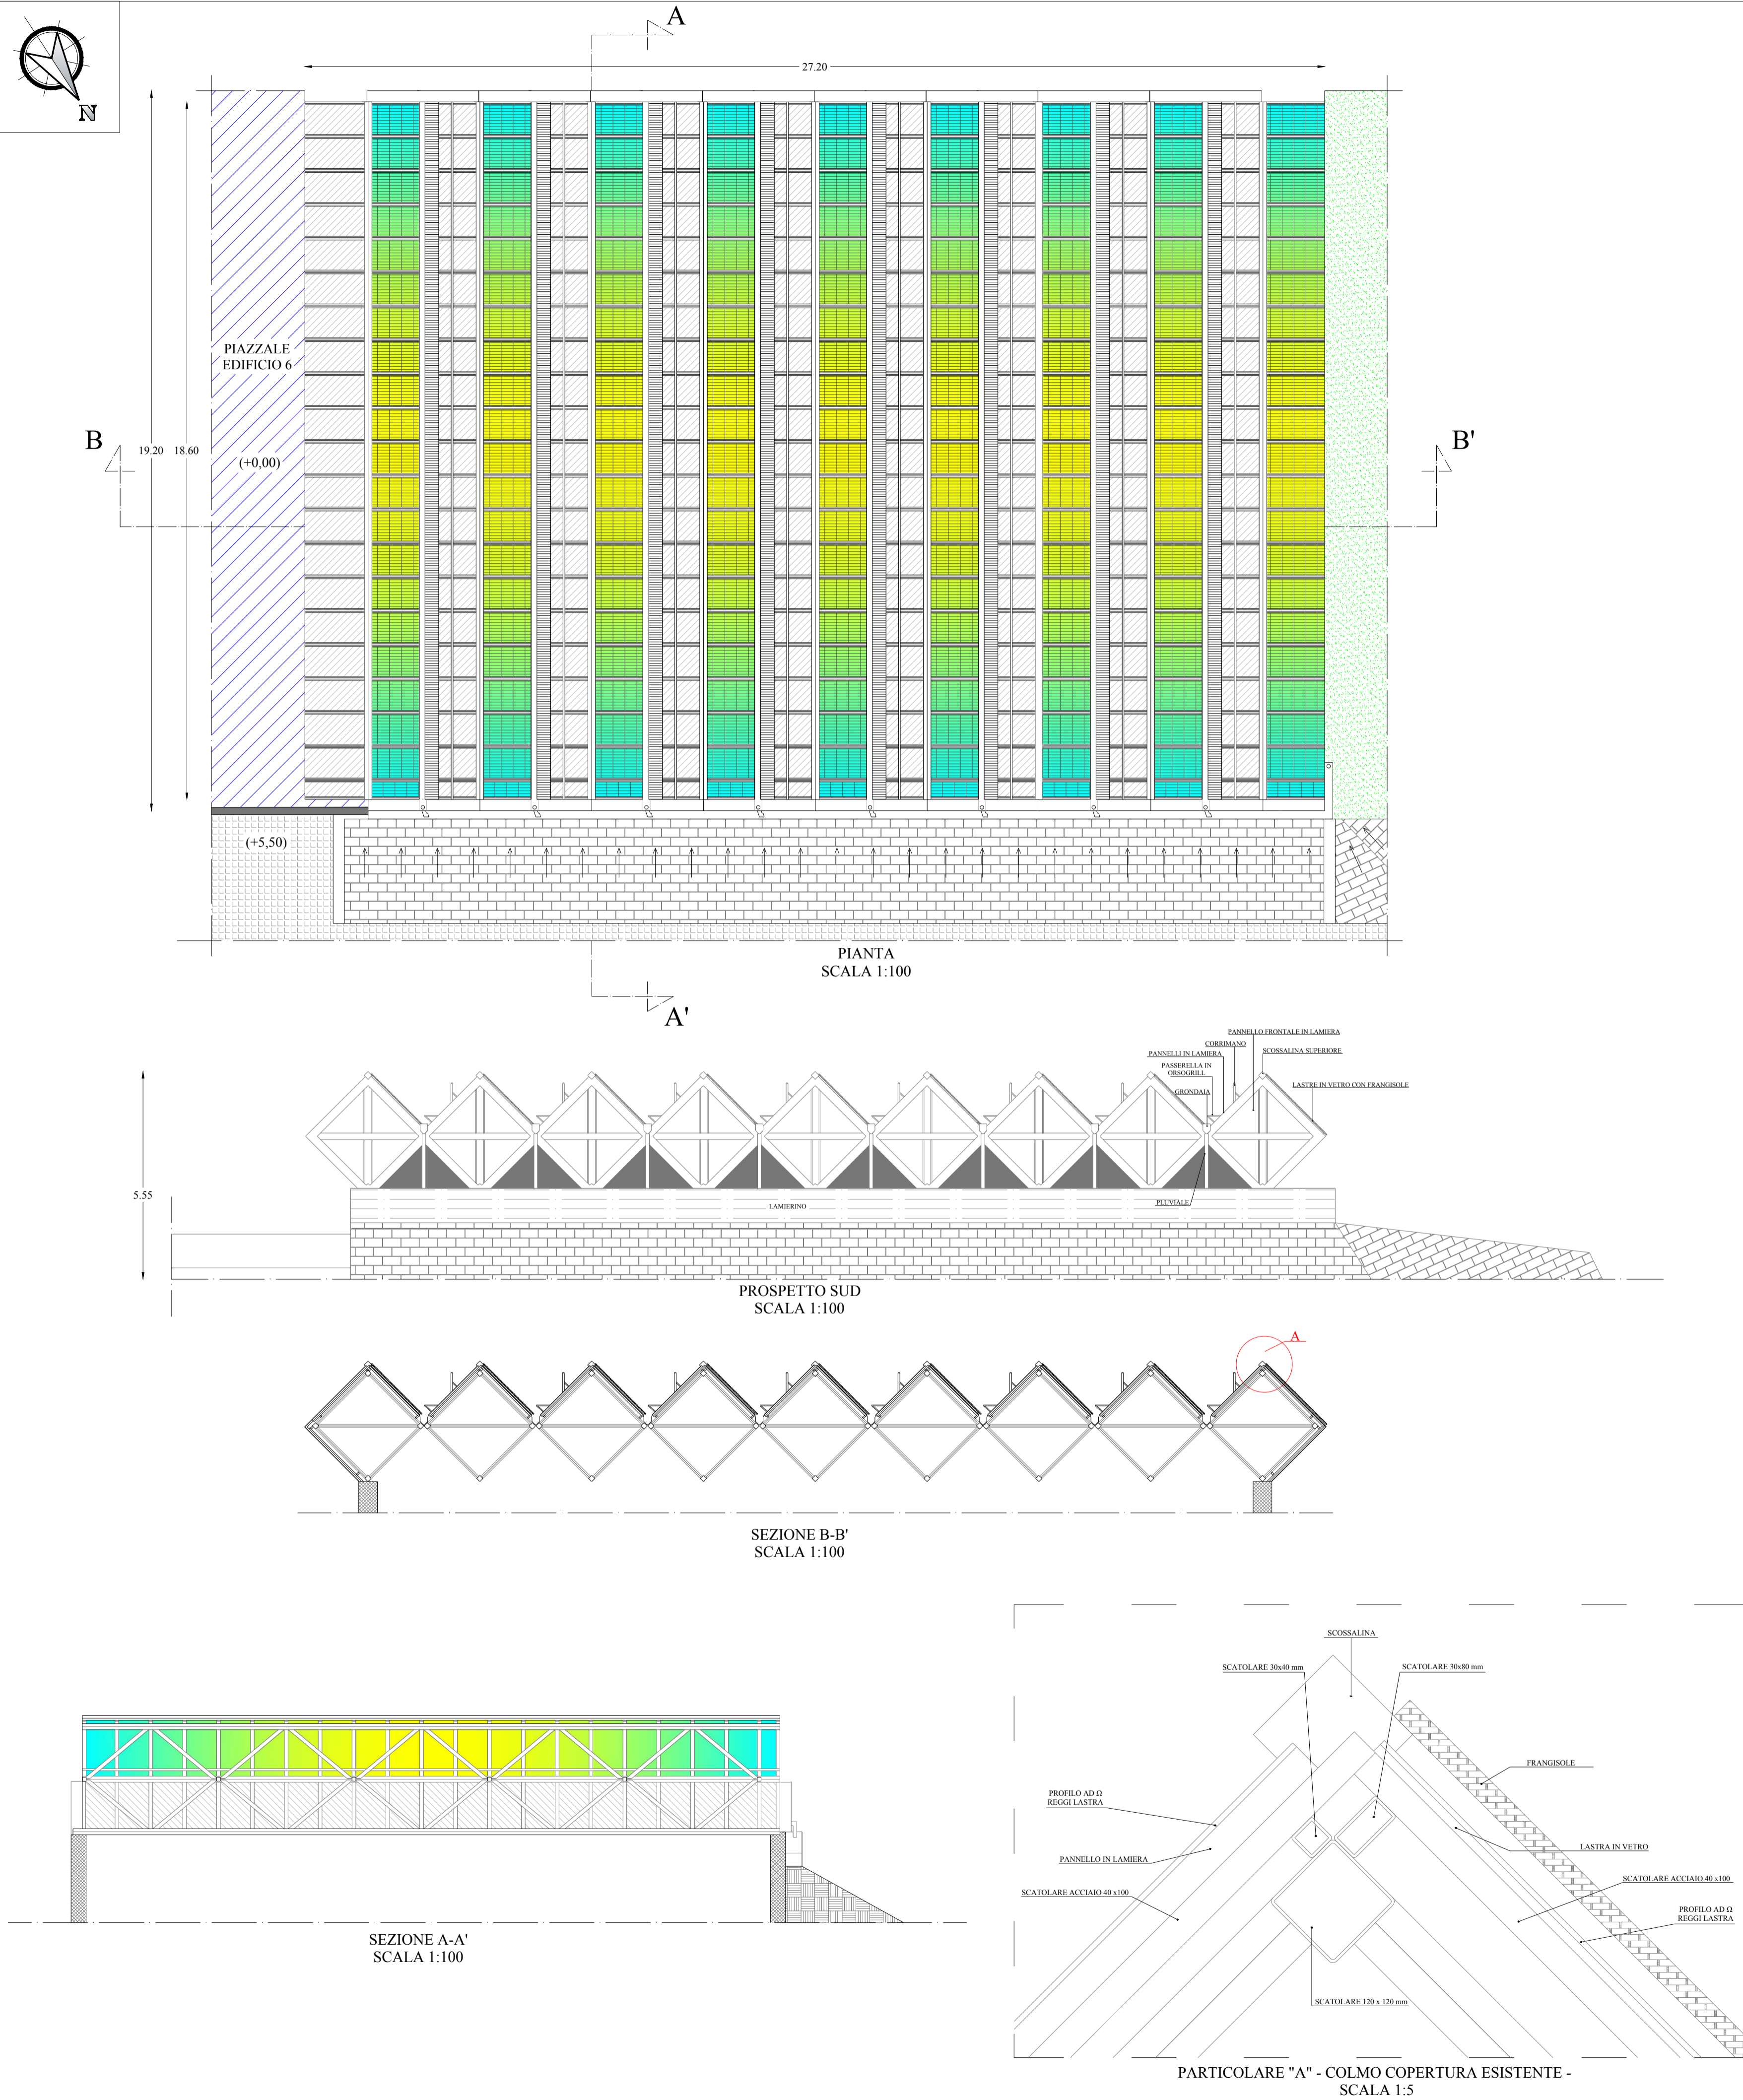 N
A
27.20
PIAZZALE
EDIFICIO 6
B
19.20
18.60
(+0,00)
B'
(+5,50)
PIANTA
SCALA 1:100
A'
PANNELLO FRONTALE IN LAMIERA
CORRIMANO
SCOSSALINA SUPERIORE
PANNELLI IN LAMIERA
PASSERELLA IN
ORSOGRILL
LASTRE IN VETRO CON FRANGISOLE
GRONDAIA
5.55
PLUVIALE
LAMIERINO
PROSPETTO SUD
SCALA 1:100
A
SEZIONE B-B'
SCALA 1:100
SCOSSALINA
SCATOLARE 30x40 mm
SCATOLARE 30x80 mm
FRANGISOLE
PROFILO AD Ω
REGGI LASTRA
LASTRA IN VETRO
PANNELLO IN LAMIERA
SCATOLARE ACCIAIO 40 x100
SCATOLARE ACCIAIO 40 x100
PROFILO AD Ω
REGGI LASTRA
SCATOLARE 120 x 120 mm
SEZIONE A-A'
SCALA 1:100
PARTICOLARE "A" - COLMO COPERTURA ESISTENTE -
SCALA 1:5